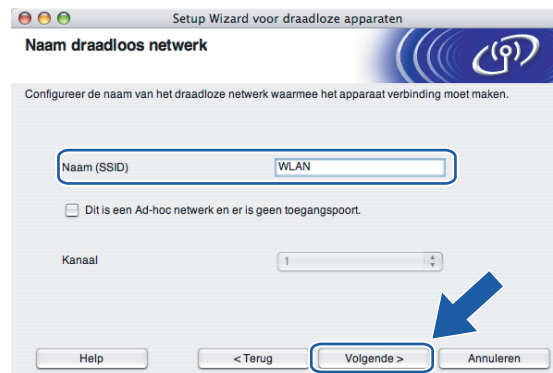 Setup Wizard voor draadloze apparaten
Naam draadloos netwerk
Configureer de naam van het draadloze netwerk waarmee het apparaat verbinding moet maken.
Naam (SSID) WLAN
Dit is een Ad-hoc netwerk en er is geen toegangspoort.
Kanaal 1
Help < Terug Volgende > Annuleren